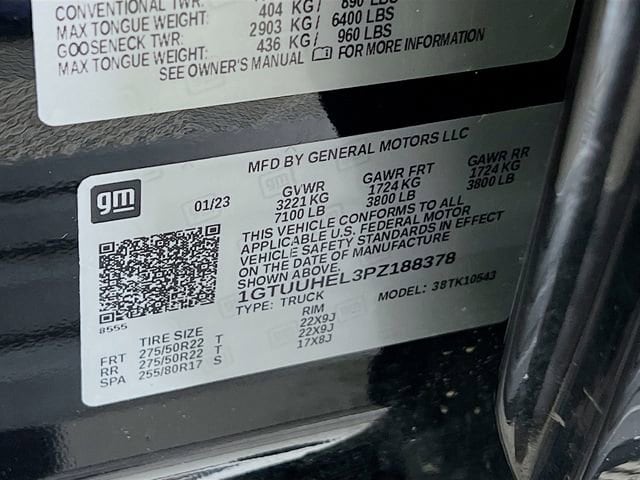 CONVENTIONAL TWR:
MAX TONGUE WEIGHT: 404 KG/ 890 LBS
GOOSENECK TWR: 2903 KG/ 6400 LBS
MAX TONGUE WEIGHT: 436 KG/ 960 LBS
SEE OWNER'S MANUAL FOR MORE INFORMATION
MFD BY GENERAL MOTORS LLC
gm
01/23
GVWR GAWR FRT GAWR RR
3221 KG 1724 KG 1724 KG
7100 LB 3800 LB 3800 LB
THIS VEHICLE CONFORMS TO ALL
APPLICABLE U.S. FEDERAL MOTOR
VEHICLE SAFETY STANDARDS IN EFFECT
ON THE DATE OF MANUFACTURE
SHOWN ABOVE.
1GTUUHEL3PZ188378
8555
TYPE: TRUCK MODEL: 38TK10543
TIRE SIZE RIM
FRT 275/50R22 T 22X9J
RR 275/50R22 T 22X9J
SPA 255/80R17 S 17X8J